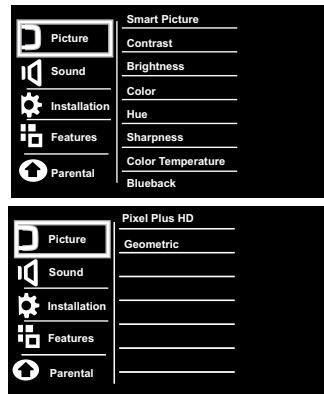 Picture
Sound
Installation
Features
Parental
Smart Picture
Contrast
Brightness
Color
Hue
Sharpness
Color Temperature
Blueback
Picture
Sound
Installation
Features
Parental
Pixel Plus HD
Geometric